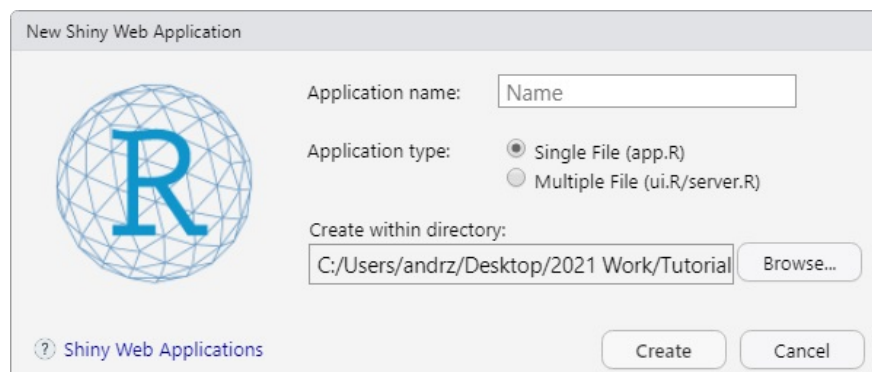 New Shiny Web Application
R
Application name: Name
Application type: Single File (app.R)
Multiple File (ui.R/server.R)
Create within directory:
C:/Users/andrz/Desktop/2021 Work/Tutorial Browse...
? Shiny Web Applications Create Cancel